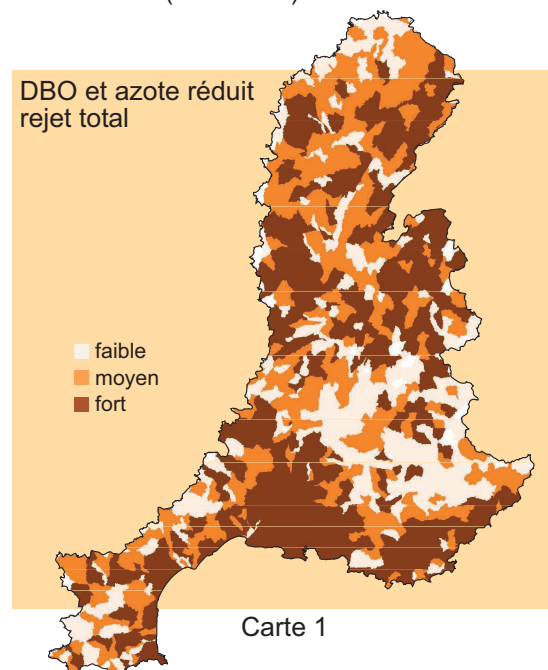 DBO et azote réduit
rejet total
faible
moyen
fort
Carte 1